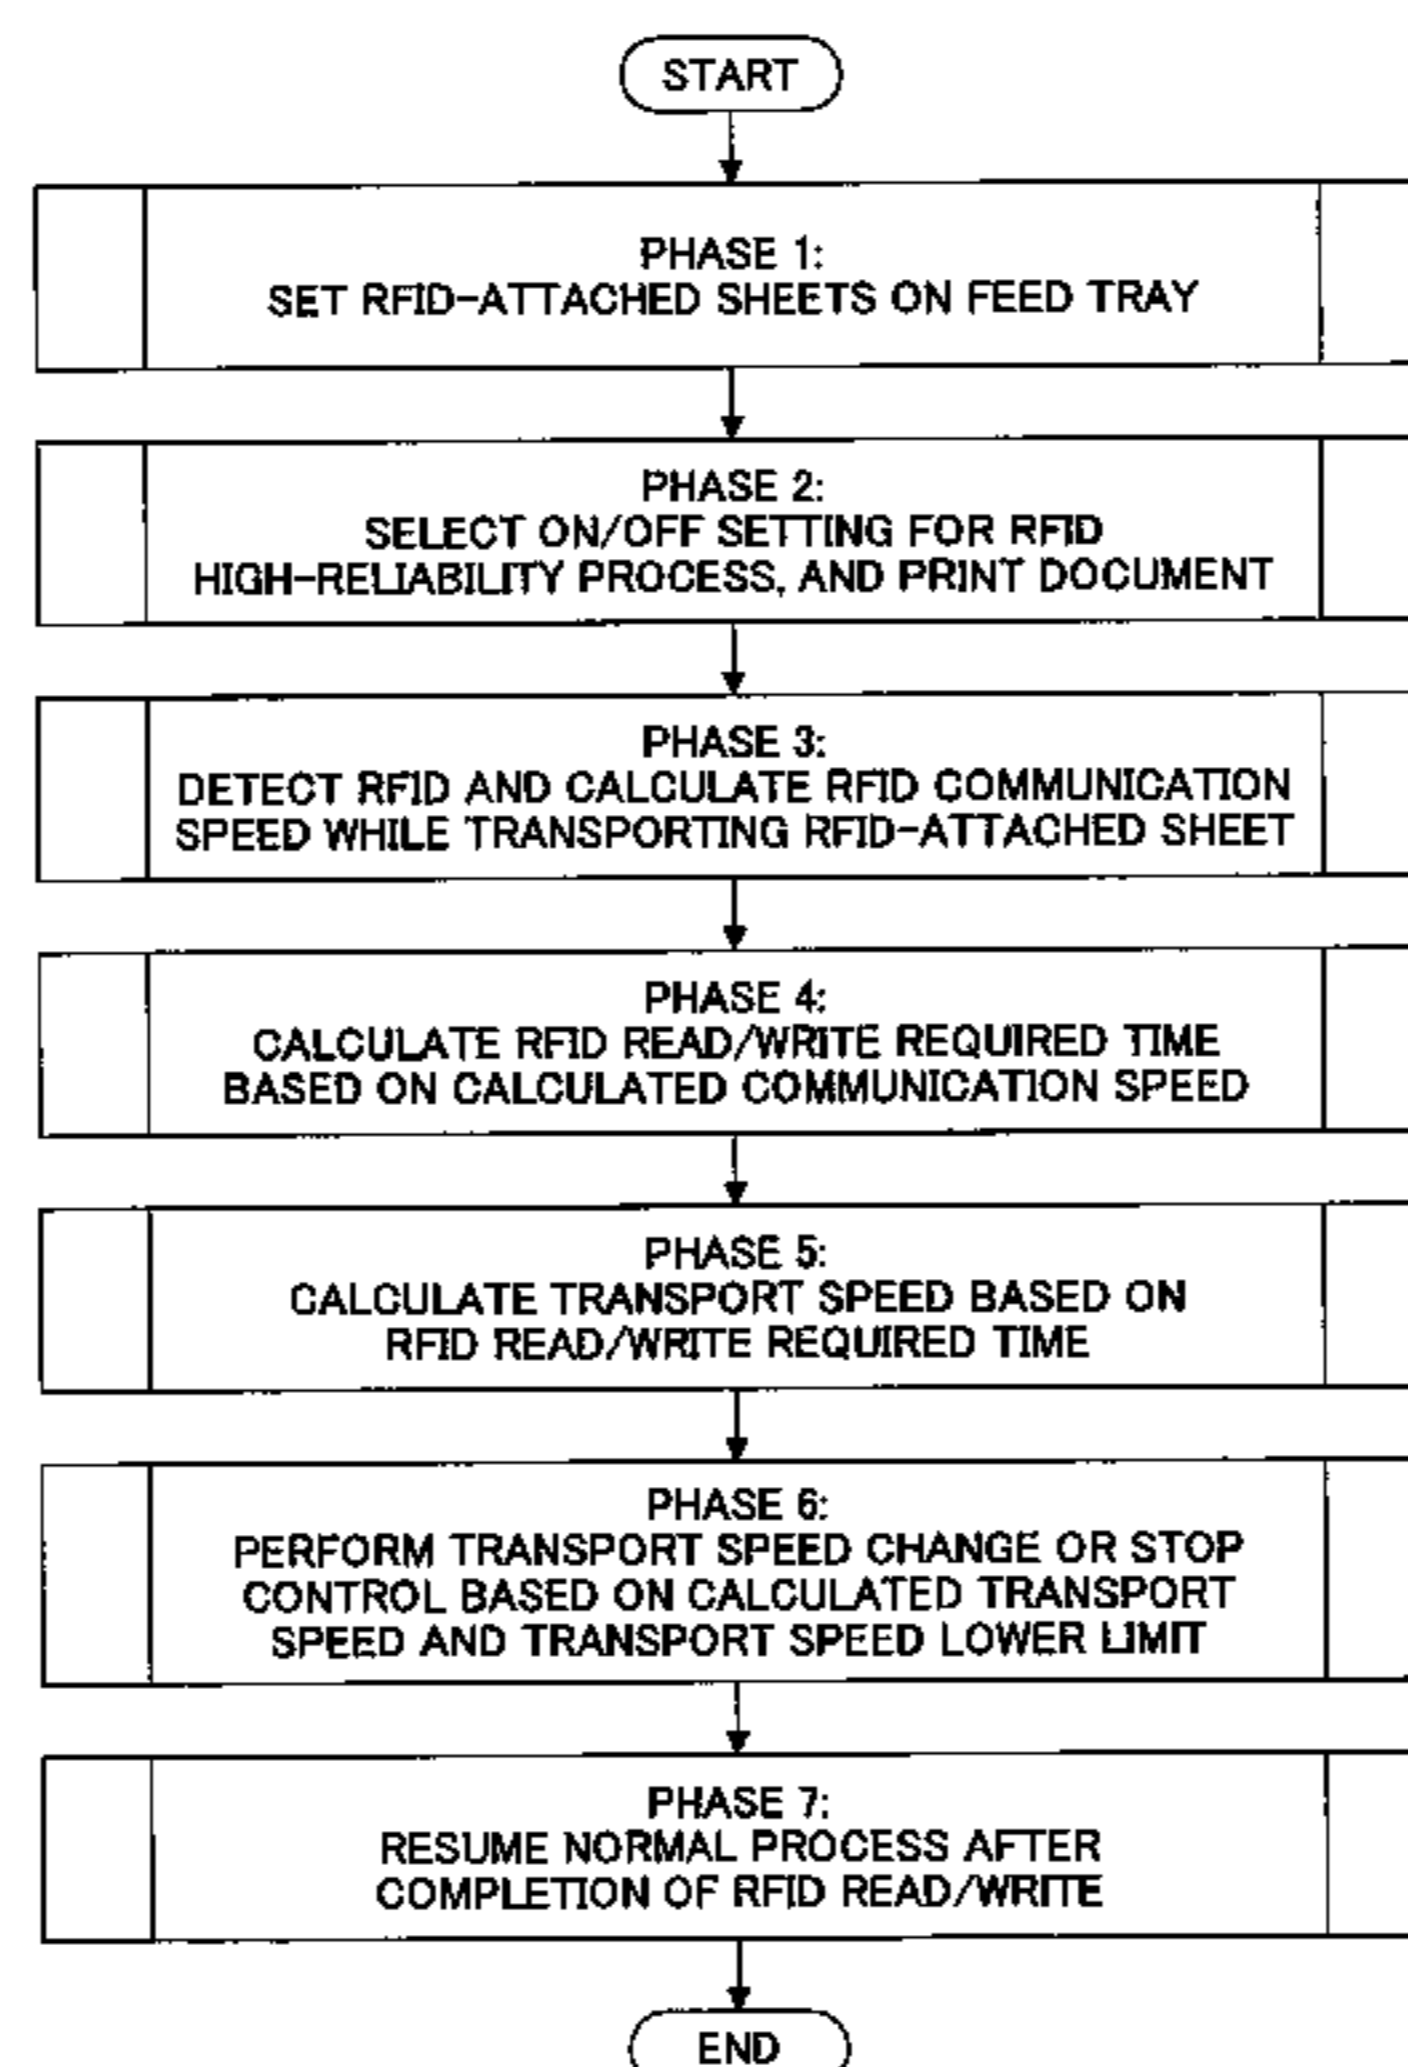 START
PHASE 1:
SET RFID-ATTACHED SHEETS ON FEED TRAY
PHASE 2:
SELECT ON/OFF SETTING FOR RFID
HIGH-RELIABILITY PROCESS, AND PRINT DOCUMENT
PHASE 3:
DETECT RFID AND CALCULATE RFID COMMUNICATION
SPEED WHILE TRANSPORTING RFID-ATTACHED SHEET
PHASE 4:
CALCULATE RFID READ/WRITE REQUIRED TIME
BASED ON CALCULATED COMMUNICATION SPEED
PHASE 5:
CALCULATE TRANSPORT SPEED BASED ON
RFID READ/WRITE REQUIRED TIME
PHASE 6:
PERFORM TRANSPORT SPEED CHANGE OR STOP
CONTROL BASED ON CALCULATED TRANSPORT
SPEED AND TRANSPORT SPEED LOWER LIMIT
PHASE 7:
RESUME NORMAL PROCESS AFTER
COMPLETION OF RFID READ/WRITE
END